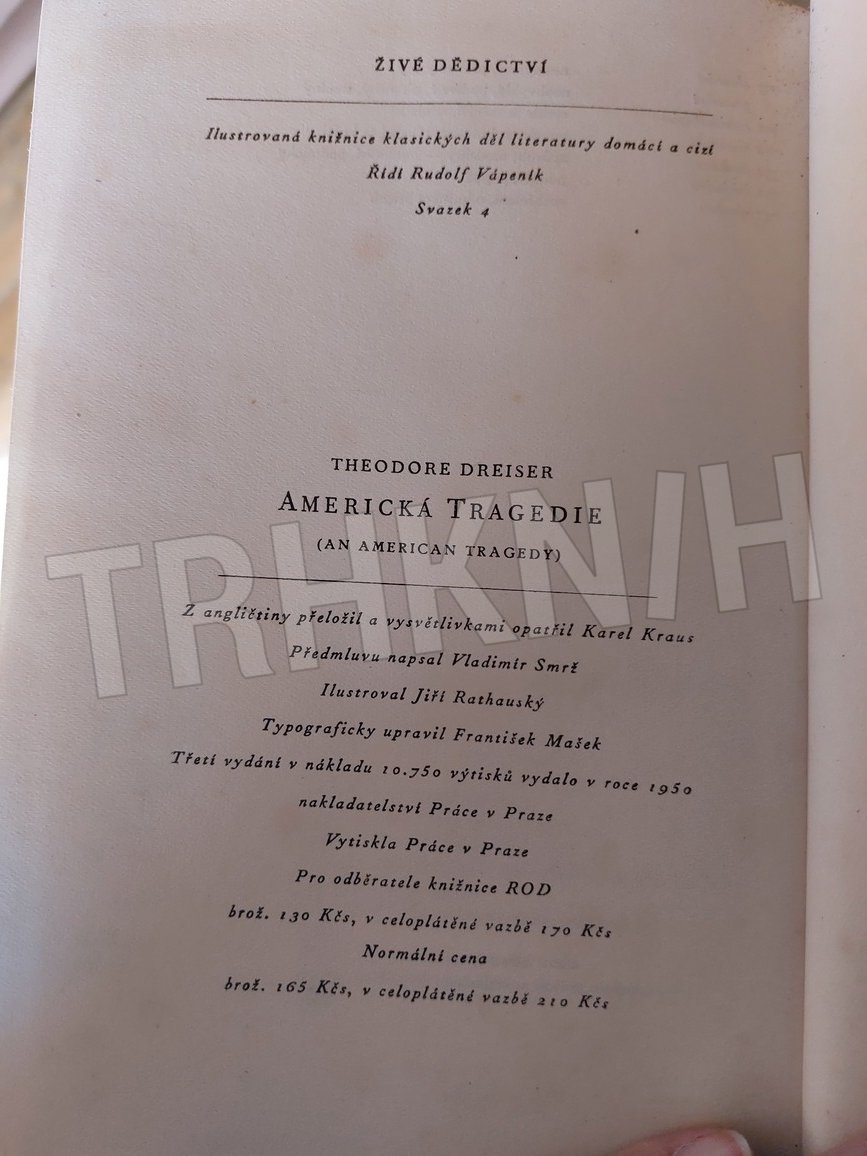 ŽIVÉ DĚDICTVÍ
Ilustrovaná knižnice klasických děl literatury domácí a cizí
Řídí Rudolf Vápeník
Svazek 4
THEODORE DREISER
AMERICKÁ TRAGEDIE
(AN AMERICAN TRAGEDY)
Z angličtiny přeložil a vysvětlivkami opatřil Karel Kraus
Předmluvu napsal Vladimír Smrž
Ilustroval Jiří Rathauský
Typograficky upravil František Mašek
Třetí vydání v nákladu 10.750 výtisků vydalo v roce 1950
nakladatelství Práce v Praze
Vytiskla Práce v Praze
Pro odběratele knižnice ROD
brož. 130 Kčs, v celoplátěné vazbě 170 Kčs
Normální cena
brož. 165 Kčs, v celoplátěné vazbě 210 Kčs
TRHKNIH